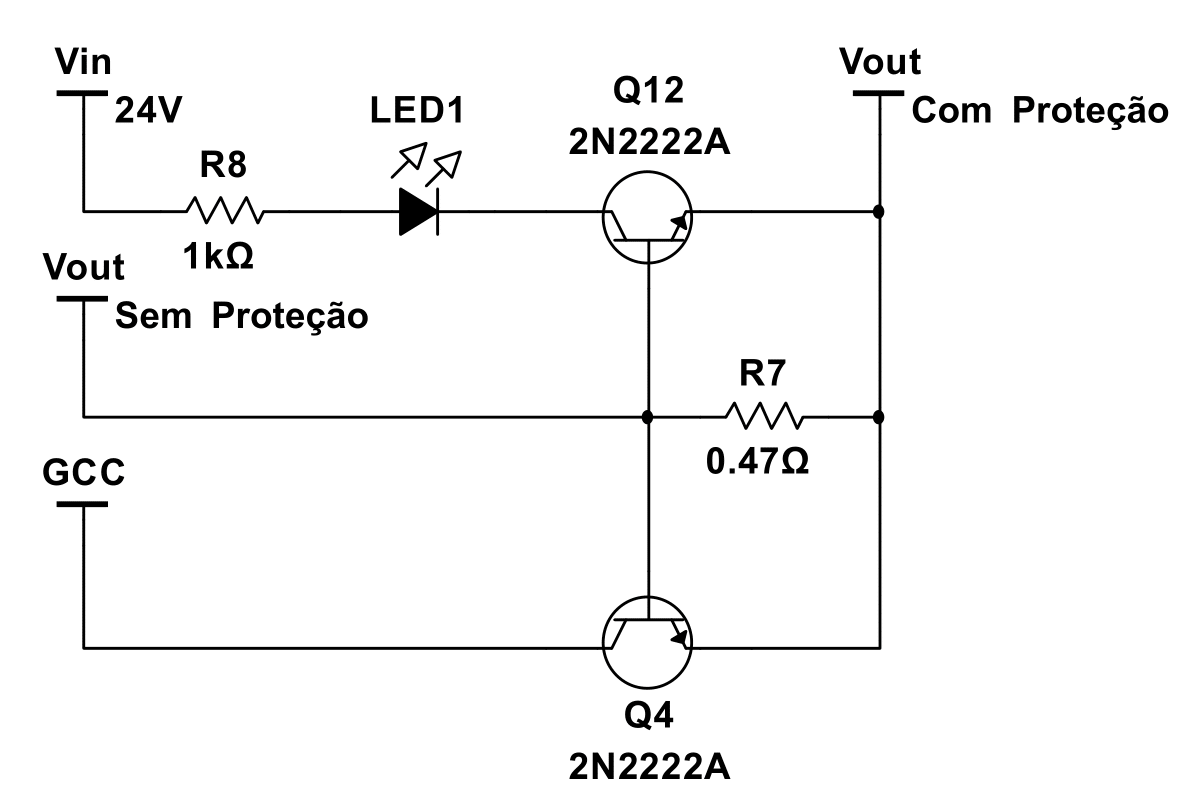 Vin
24V
R8
1kΩ
LED1
Q12
2N2222A
Vout
Com Proteção
Vout
Sem Proteção
R7
0.47Ω
GCC
Q4
2N2222A